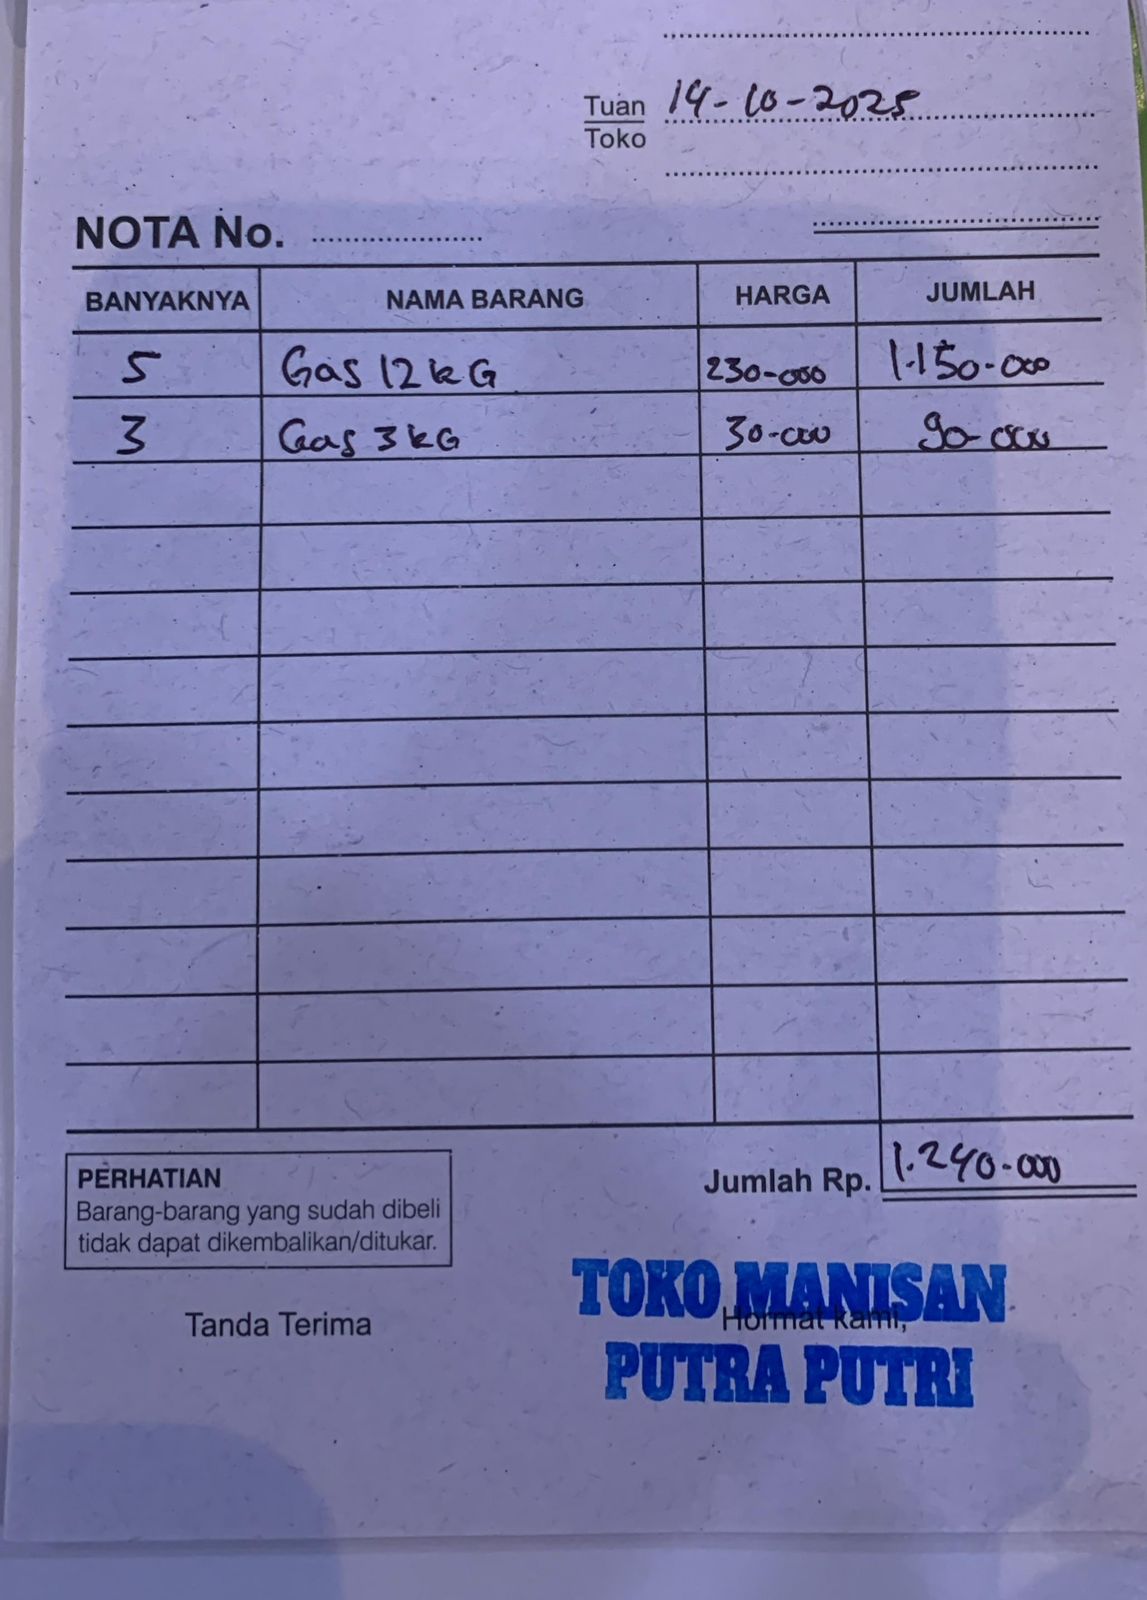 Tuan 14-10-2025
Toko
NOTA No.
BANYAKNYA NAMA BARANG HARGA JUMLAH
5 Gas 12 kG 230-000 1.150-000
3 Gas 3 kG 30-000 90-000
Jumlah Rp. 1.240-000
PERHATIAN
Barang-barang yang sudah dibeli
tidak dapat dikembalikan/ditukar.
Tanda Terima
Hormat kami,
TOKO MANISAN
PUTRA PUTRI